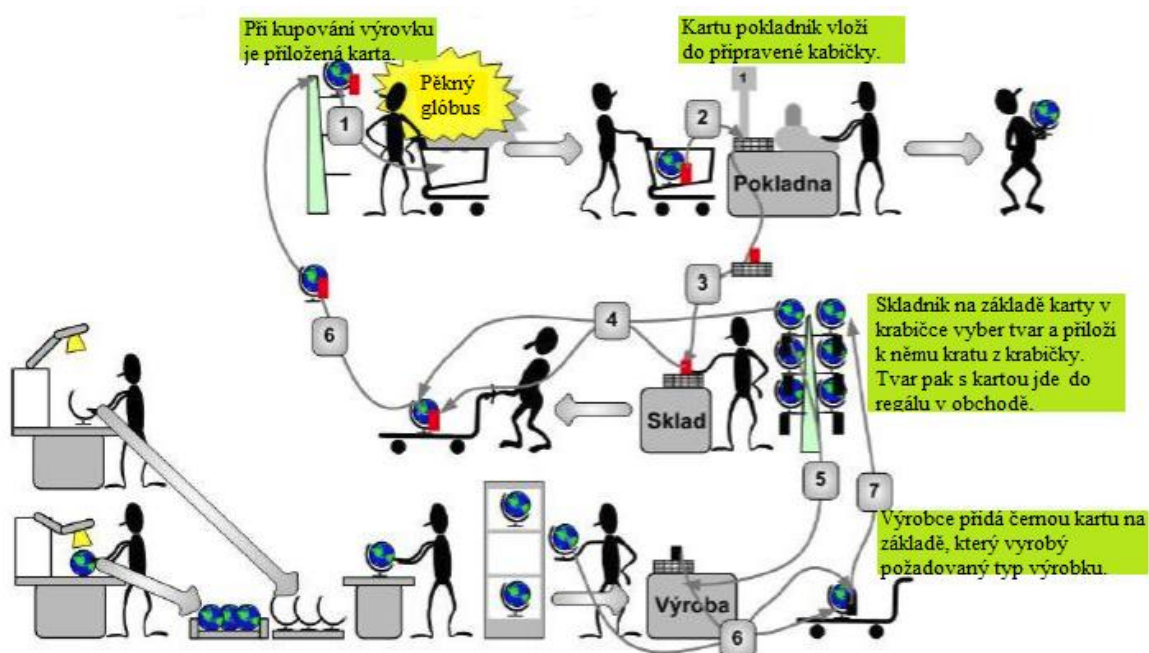 Při kupování výrovku
je přiložená karta.
Kartu pokladník vloží
do připravené kabičky.
Pěkný
glóbus
1
2
1
Pokladna
3
4
6
Sklad
Skladník na základě karty v
krabičce vyber tvar a přiloží
k němu kratu z krabičky.
Tvar pak s kartou jde do
regálu v obchodě.
5
7
Výrobce přidá černou kartu na
základě, který vyrobý
požadovaný typ výrobku.
Výroba
6